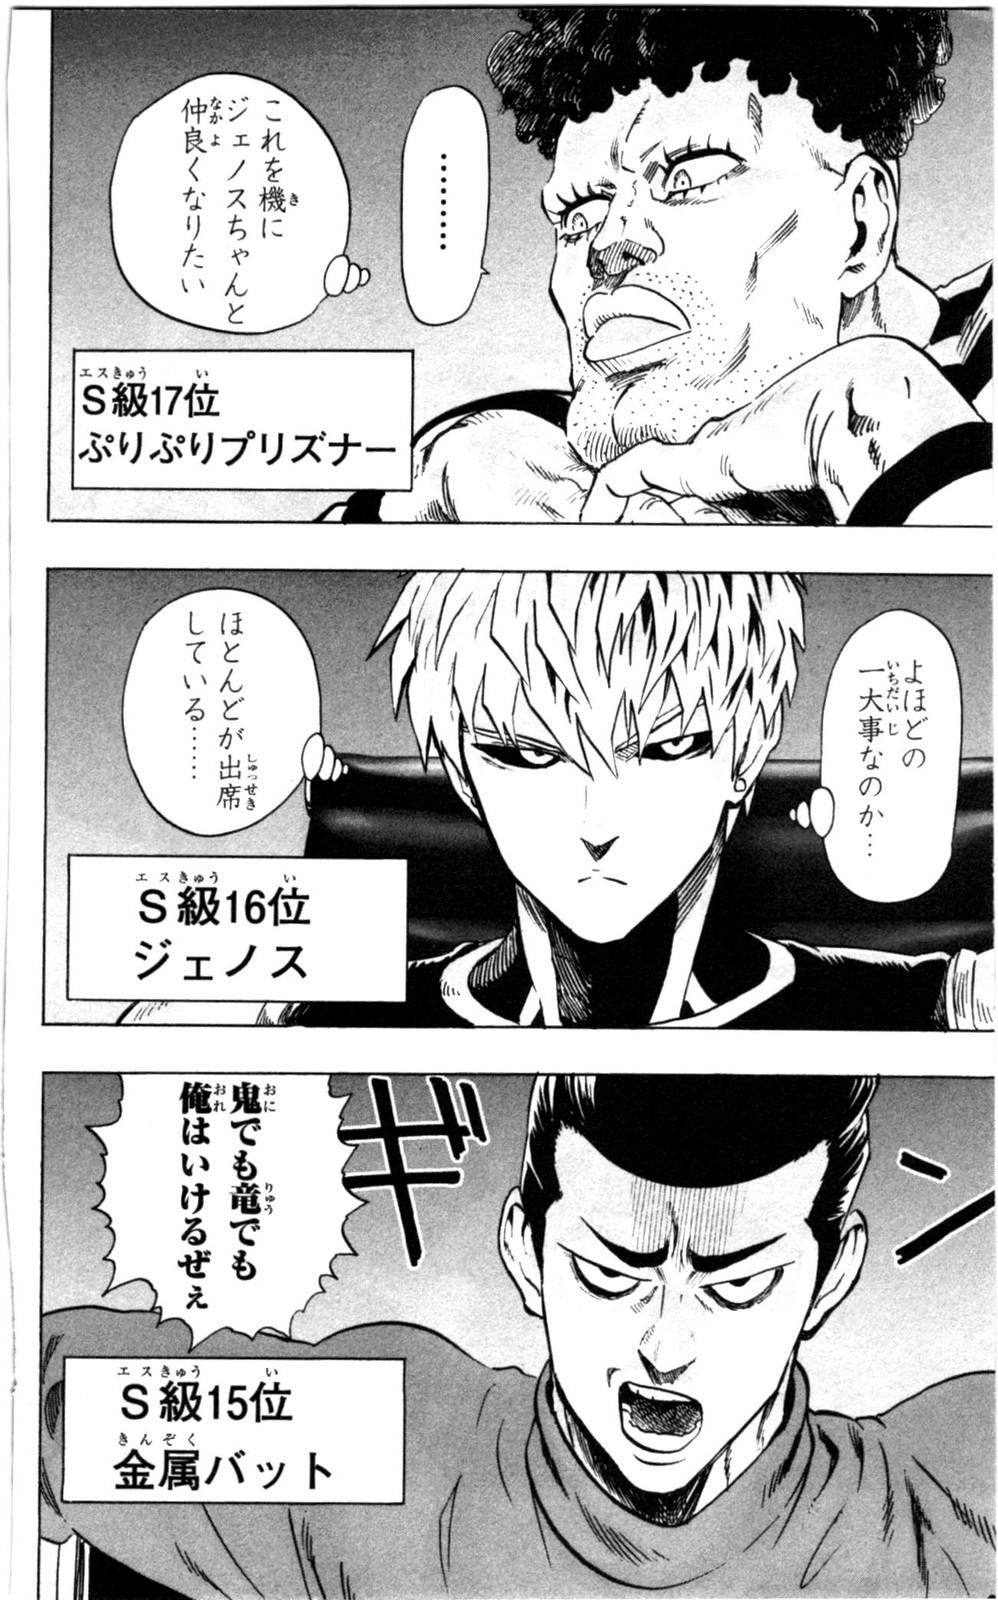 ………
これを機に
ジェノスちゃんと
仲良くなりたい
S級17位
ぷりぷりプリズナー
よほどの
一大事なのか…
ほとんどが出席
している……
S級16位
ジェノス
ギン
鬼でも竜でも
俺はいけるぜぇ
S級15位
金属バット